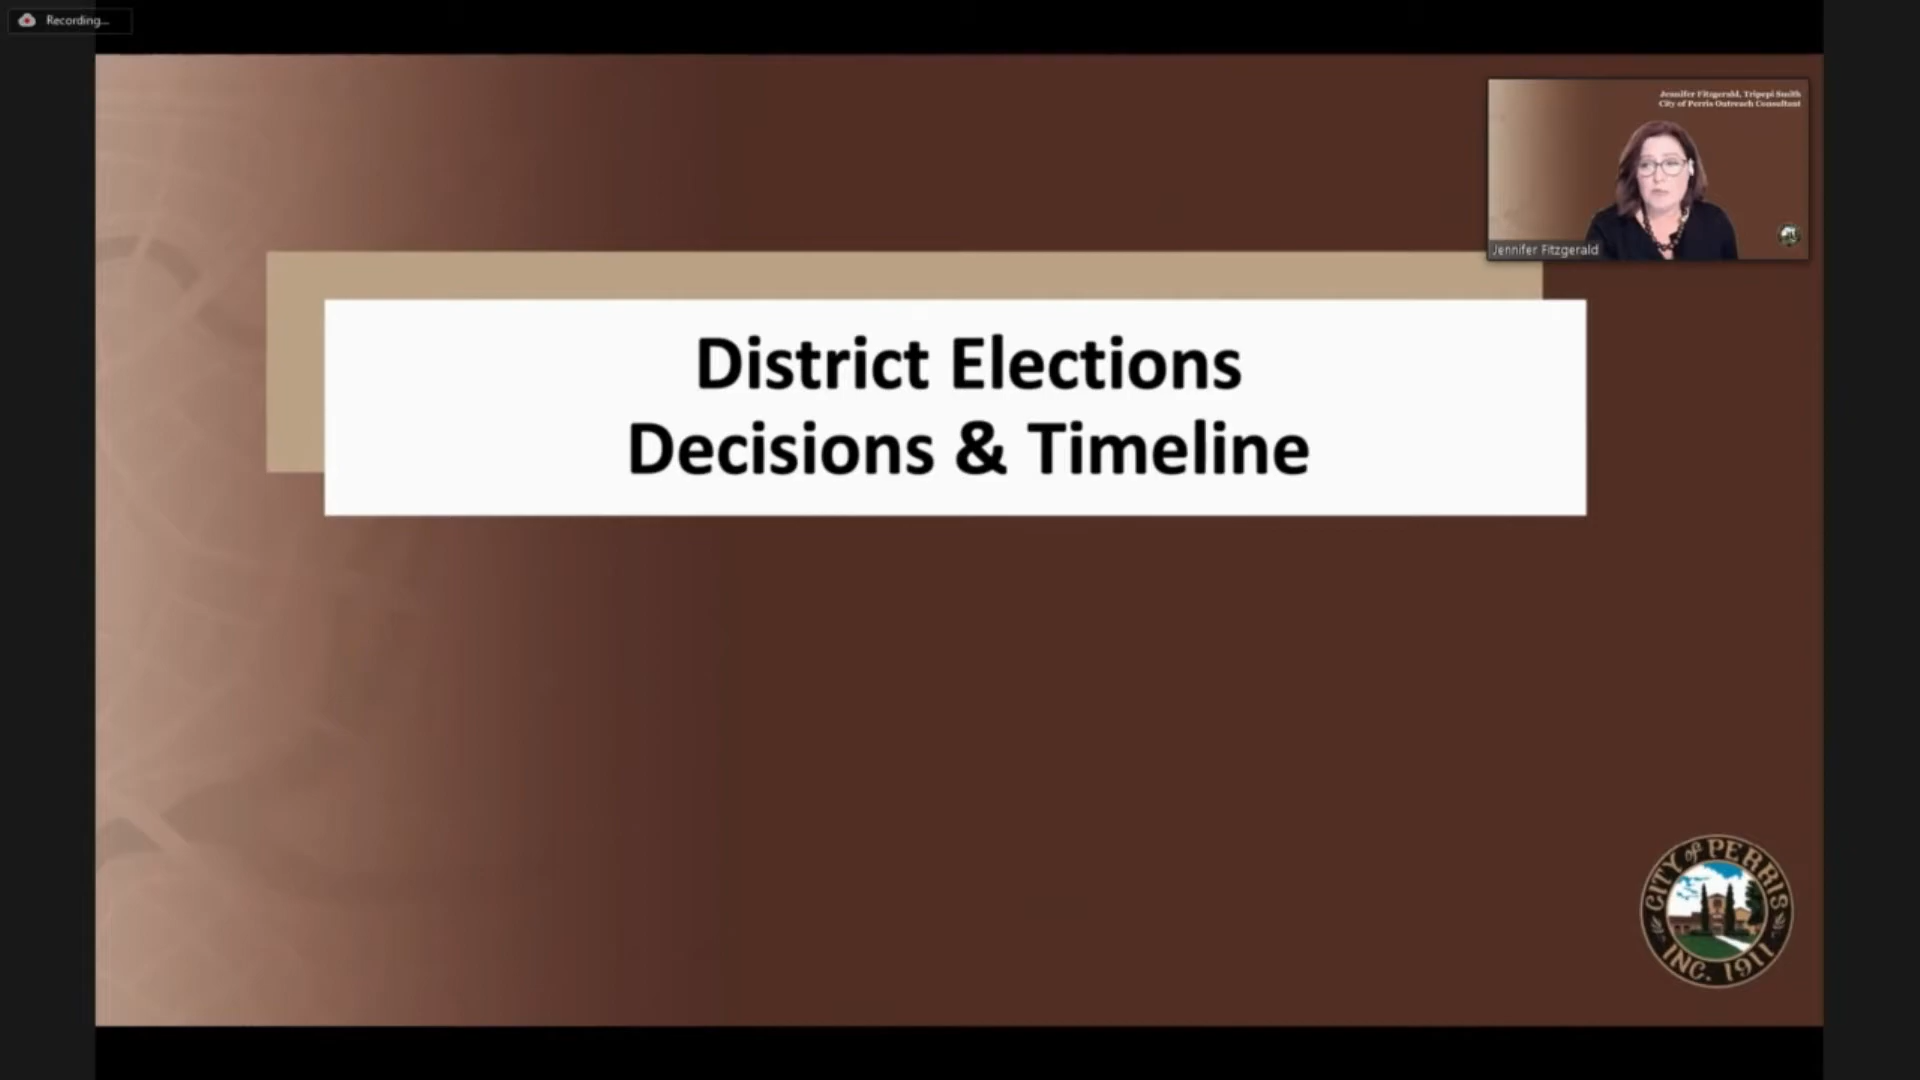 Recording...
Jennifer Fitzgerald, Tripepi Smith
City of Perris Outreach Consultant
Jennifer Fitzgerald
District Elections
Decisions & Timeline
CITY of PERRIS
INC. 1911